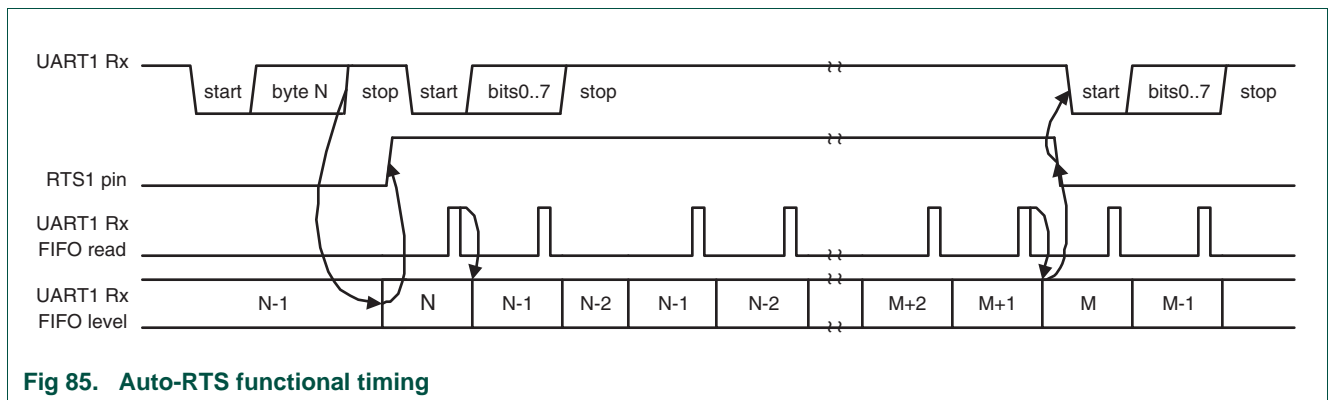 UART1 Rx
start byte N stop start bits0..7 stop start bits0..7 stop
RTS1 pin
UART1 Rx
FIFO read
UART1 Rx
FIFO level
N-1 N N-1 N-2 N-1 N-2 M+2 M+1 M M-1
Fig 85. Auto-RTS functional timing